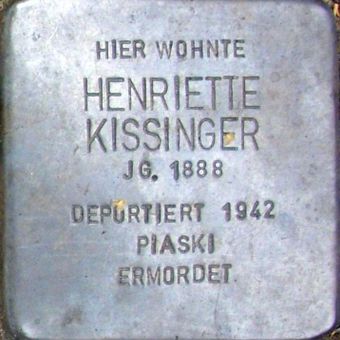 HIER WOHNTE
HENRIETTE
KISSINGER
JG. 1888
DEPORTIERT 1942
PIASKI
ERMORDET